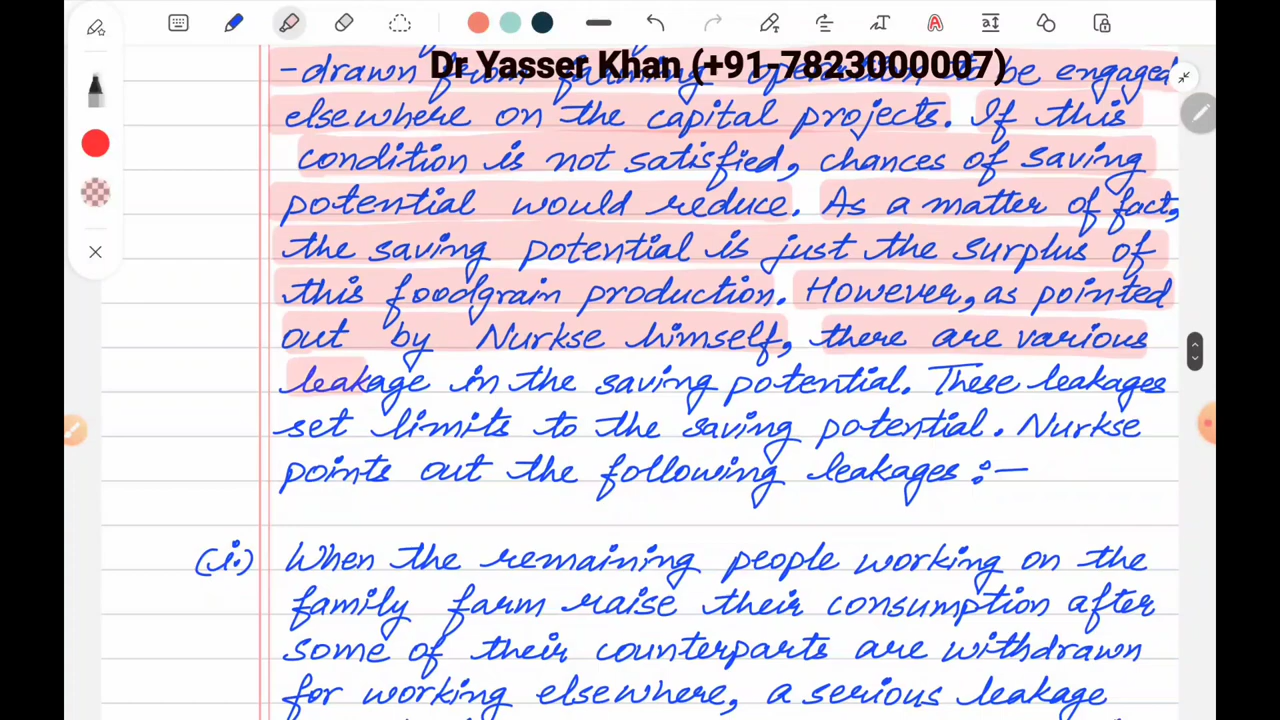 Dr Yasser Khan (+91-7823000007)
-drawn from farming operation to be engaged
elsewhere on the capital projects. If this
condition is not satisfied, chances of saving
potential would reduce. As a matter of fact,
the saving potential is just the surplus of
this foodgrain production. However, as pointed
out by Nurkse himself, there are various
leakage in the saving potential. These leakages
set limits to the saving potential. Nurkse
points out the following leakages :-
(i.) When the remaining people working on the
family farm raise their consumption after
some of their counterparts are withdrawn
for working elsewhere, a serious leakage